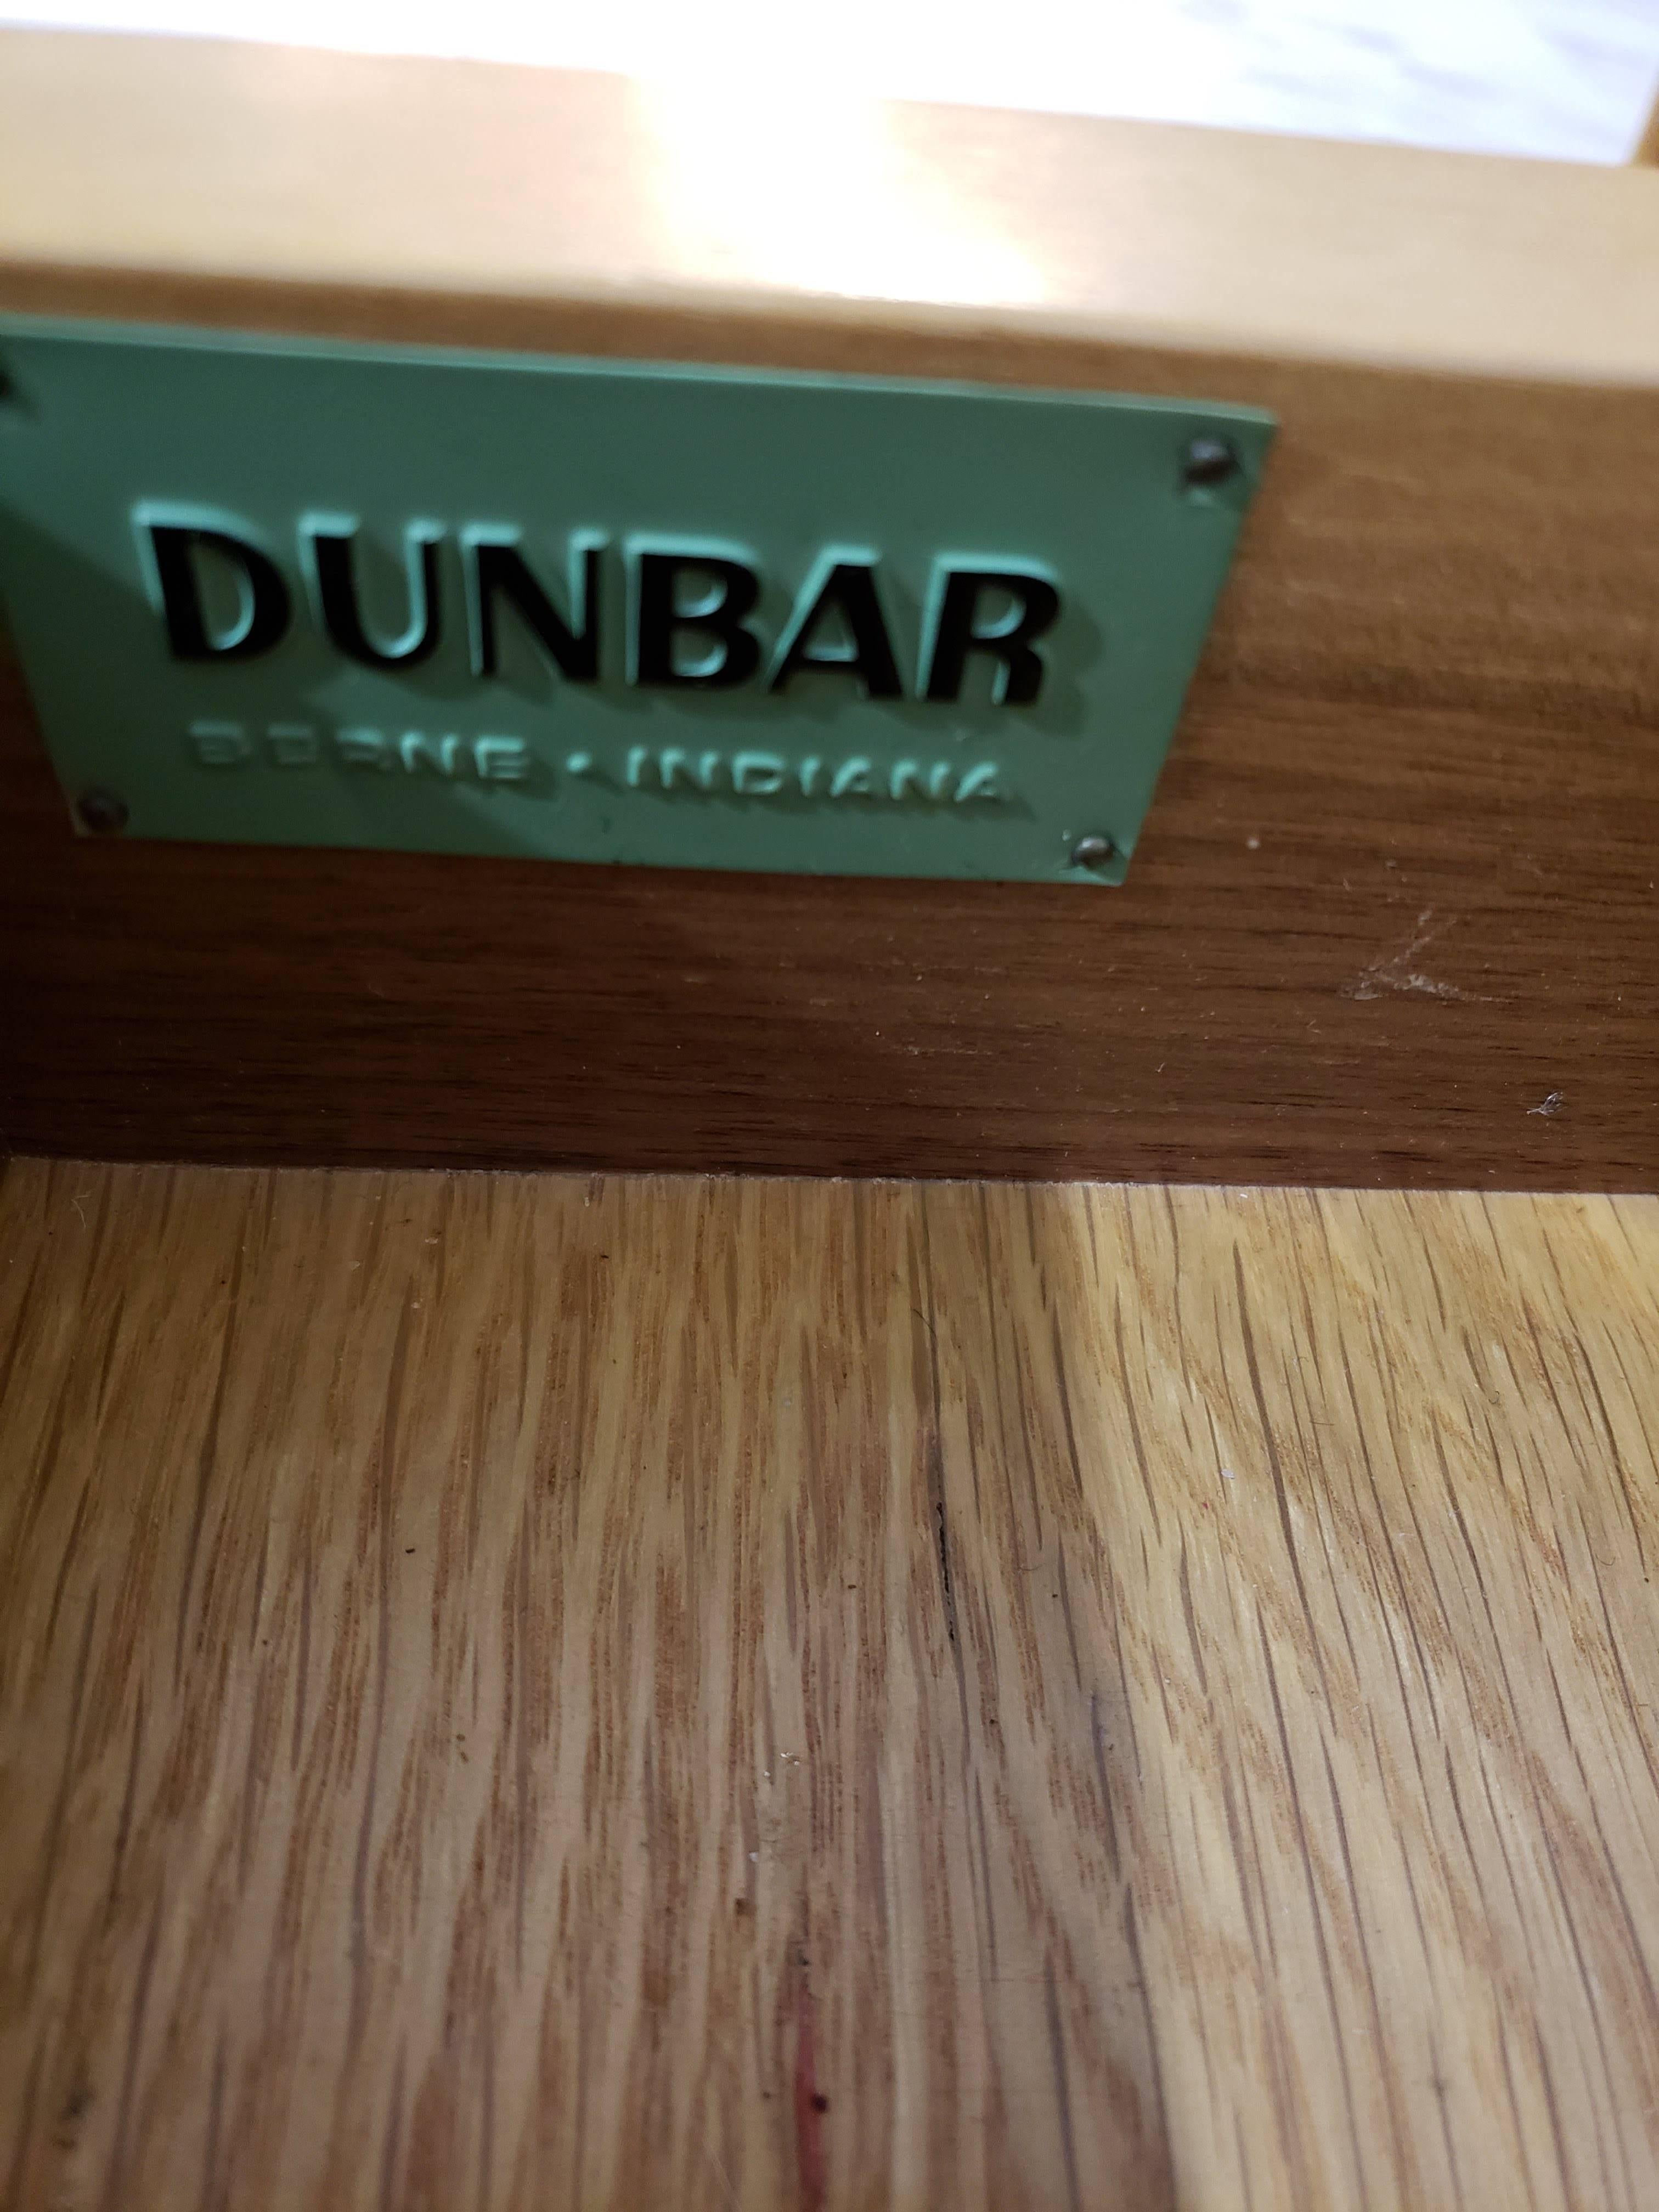 DUNBAR
BERNE • INDIANA